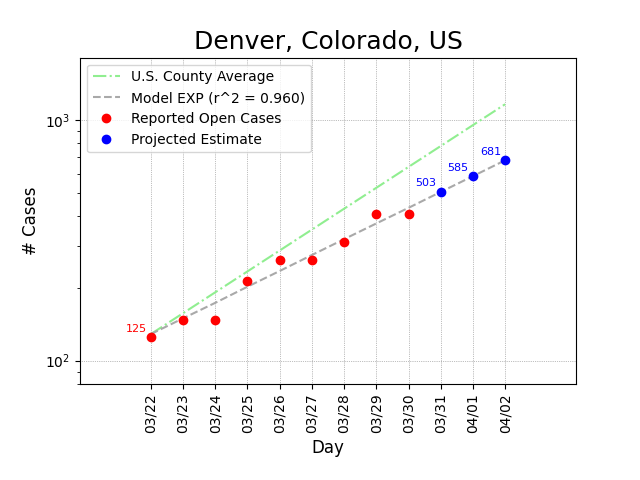 Denver, Colorado, US
U.S. County Average
Model EXP (r^2 = 0.960)
Reported Open Cases
Projected Estimate
10^3
10^2
# Cases
125
503
585
681
03/22
03/23
03/24
03/25
03/26
03/27
03/28
03/29
03/30
03/31
04/01
04/02
Day